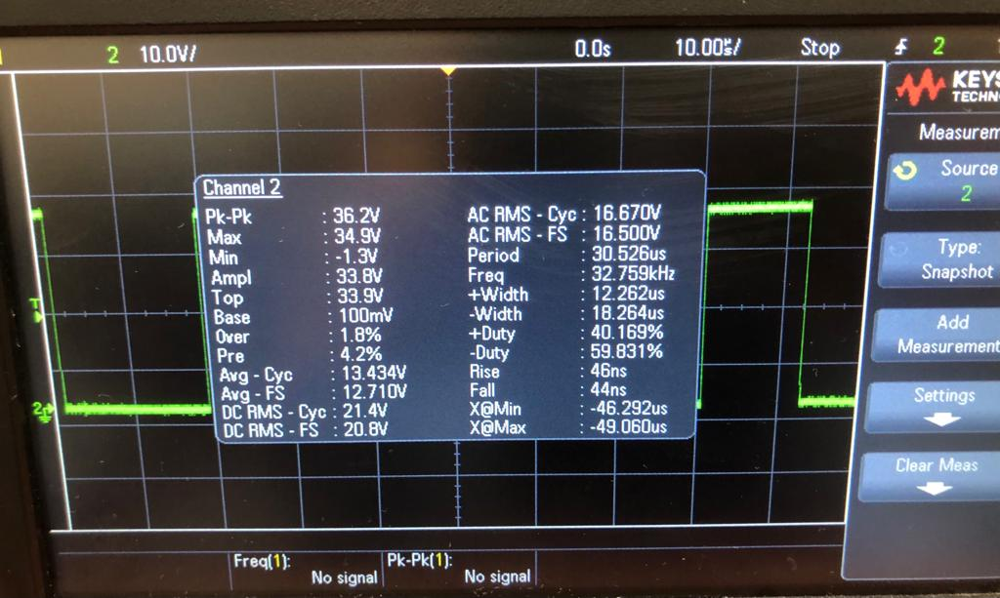 2 10.0V/ 0.0s 10.00us/ Stop 2
KEYS
TECHN
Measurem
Source
2
Type:
Snapshot
Add
Measurement
Settings
Clear Meas
Channel 2
Pk-Pk : 36.2V
Max : 34.9V
Min : -1.3V
Ampl : 33.8V
Top : 33.9V
Base : 100mV
Over : 1.8%
Pre : 4.2%
Avg - Cyc : 13.434V
Avg - FS : 12.710V
DC RMS - Cyc : 21.4V
DC RMS - FS : 20.8V
AC RMS - Cyc : 16.670V
AC RMS - FS : 16.500V
Period : 30.526us
Freq : 32.759kHz
+Width : 12.262us
-Width : 18.264us
+Duty : 40.169%
-Duty : 59.831%
Rise : 46ns
Fall : 44ns
X@Min : -46.292us
X@Max : -49.060us
T
2
Freq(1):
No signal
Pk-Pk(1):
No signal